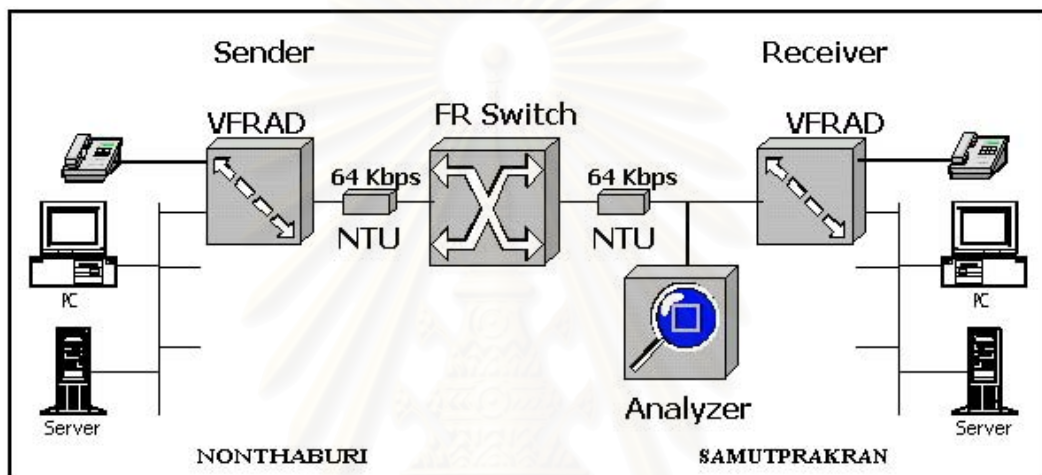 Sender
Receiver
VFRAD
FR Switch
VFRAD
64 Kbps
64 Kbps
NTU
NTU
PC
PC
Analyzer
Server
Server
NONTHABURI
SAMUTPRAKRAN